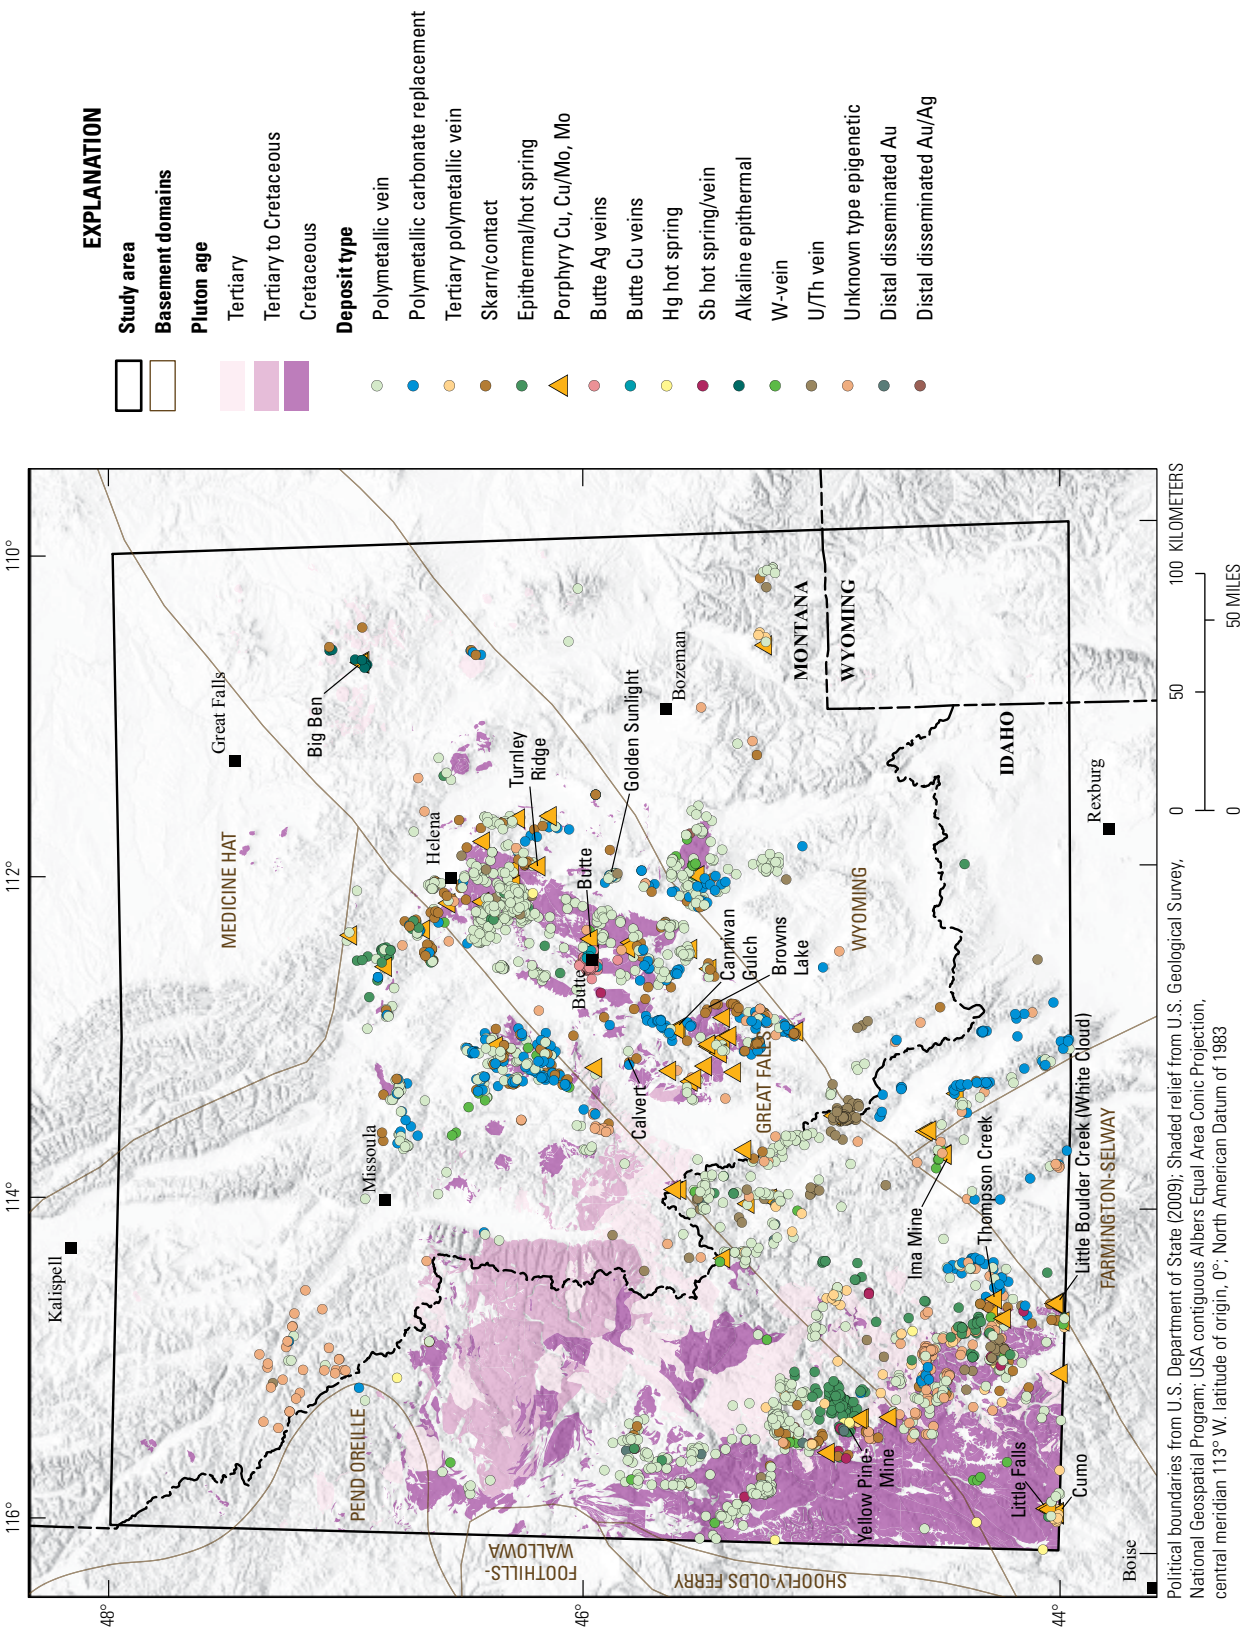 116°
114°
112°
110°
48°
46°
44°
Kalispell
Great Falls
Missoula
Helena
Butte
Bozeman
Rexburg
Boise
MEDICINE HAT
PEND OREILLE
FOOTHILLS-
WALLOWA
SHOOFLY-OLDS FERRY
GREAT FALLS
WYOMING
FARMINGTON-SELWAY
MONTANA
WYOMING
IDAHO
Big Ben
Turnley
Ridge
Golden Sunlight
Butte
Cannivan
Gulch
Browns
Lake
Calvert
Ima Mine
Thompson Creek
Little Boulder Creek (White Cloud)
Yellow Pine
Mine
Little Falls
Cumo
EXPLANATION
Study area
Basement domains
Pluton age
Tertiary
Tertiary to Cretaceous
Cretaceous
Deposit type
Polymetallic vein
Polymetallic carbonate replacement
Tertiary polymetallic vein
Skarn/contact
Epithermal/hot spring
Porphyry Cu, Cu/Mo, Mo
Butte Ag veins
Butte Cu veins
Hg hot spring
Sb hot spring/vein
Alkaline epithermal
W-vein
U/Th vein
Unknown type epigenetic
Distal disseminated Au
Distal disseminated Au/Ag
Political boundaries from U.S. Department of State (2009); Shaded relief from U.S. Geological Survey,
National Geospatial Program; USA contiguous Albers Equal Area Conic Projection,
central meridian 113° W. latitude of origin, 0°; North American Datum of 1983
0 50 100 KILOMETERS
0 50 MILES